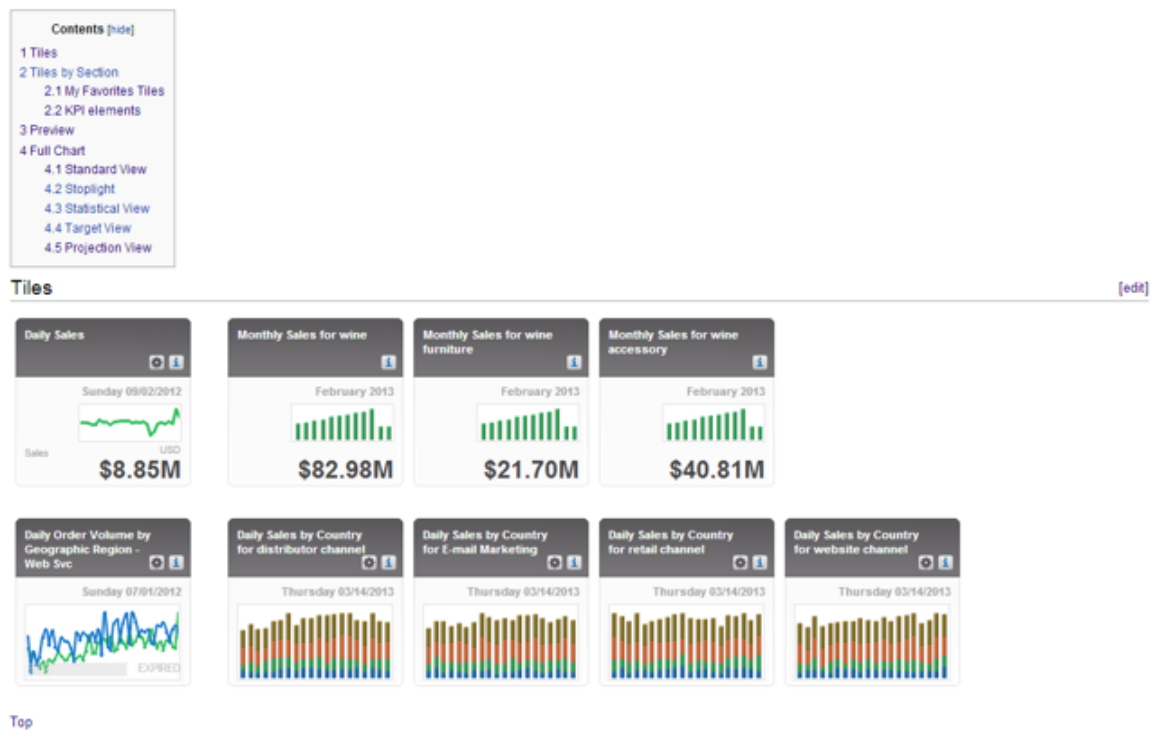 Contents [hide]
1 Tiles
2 Tiles by Section
2.1 My Favorites Tiles
2.2 KPI elements
3 Preview
4 Full Chart
4.1 Standard View
4.2 Stoplight
4.3 Statistical View
4.4 Target View
4.5 Projection View
Tiles
[edit]
Daily Sales
Sunday 09/02/2012
Sales
USD
$8.85M
Monthly Sales for wine
February 2013
$82.98M
Monthly Sales for wine
furniture
February 2013
$21.70M
Monthly Sales for wine
accessory
February 2013
$40.81M
Daily Order Volume by
Geographic Region -
Web Svc
Sunday 07/01/2012
EXPIRED
Daily Sales by Country
for distributor channel
Thursday 03/14/2013
Daily Sales by Country
for E-mail Marketing
Thursday 03/14/2013
Daily Sales by Country
for retail channel
Thursday 03/14/2013
Daily Sales by Country
for website channel
Thursday 03/14/2013
Top